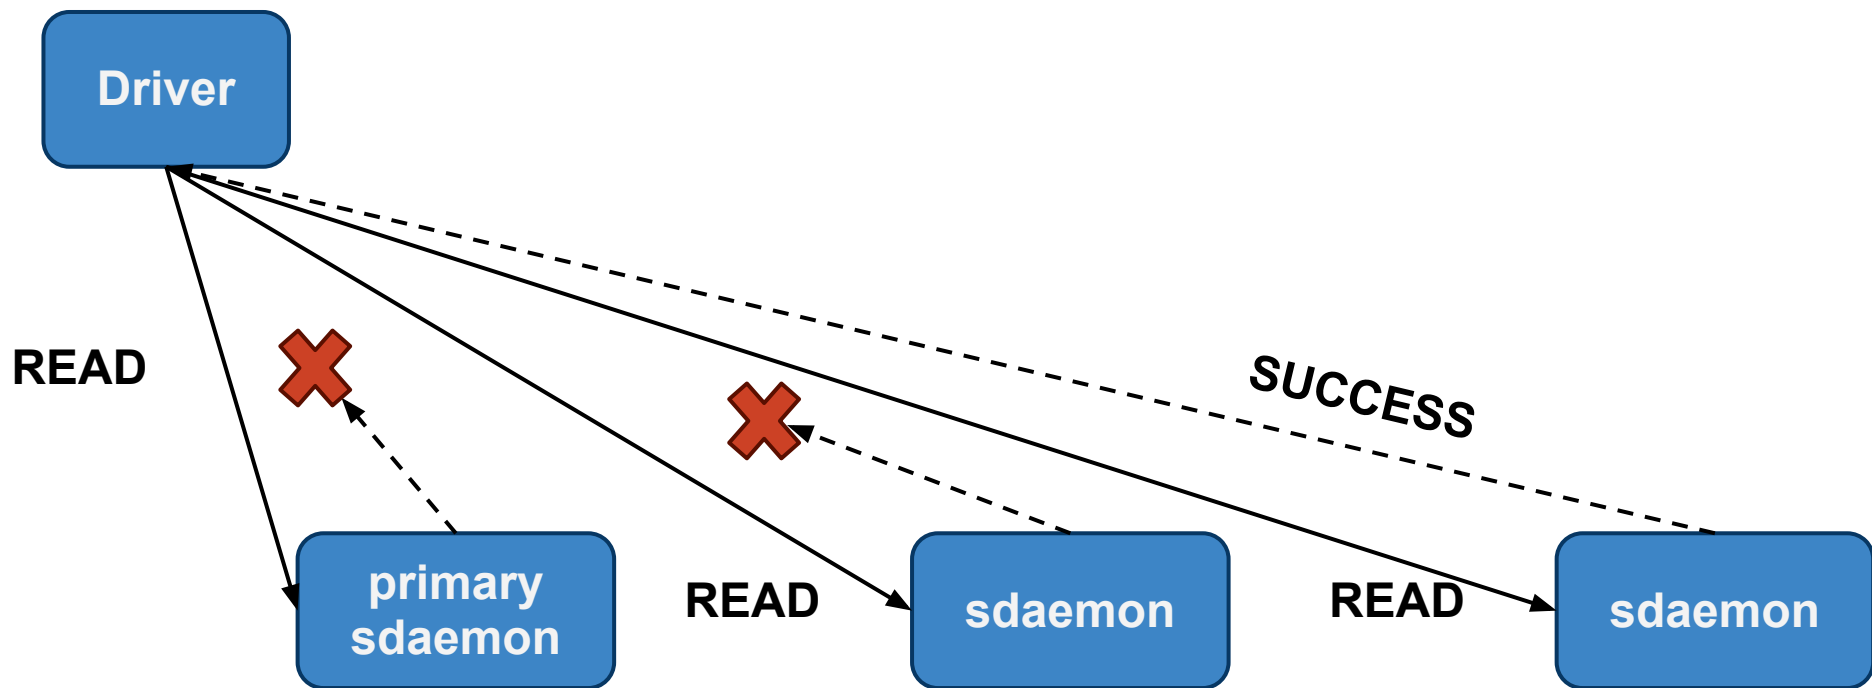 Driver
READ
SUCCESS
primary
sdaemon
READ
sdaemon
READ
sdaemon